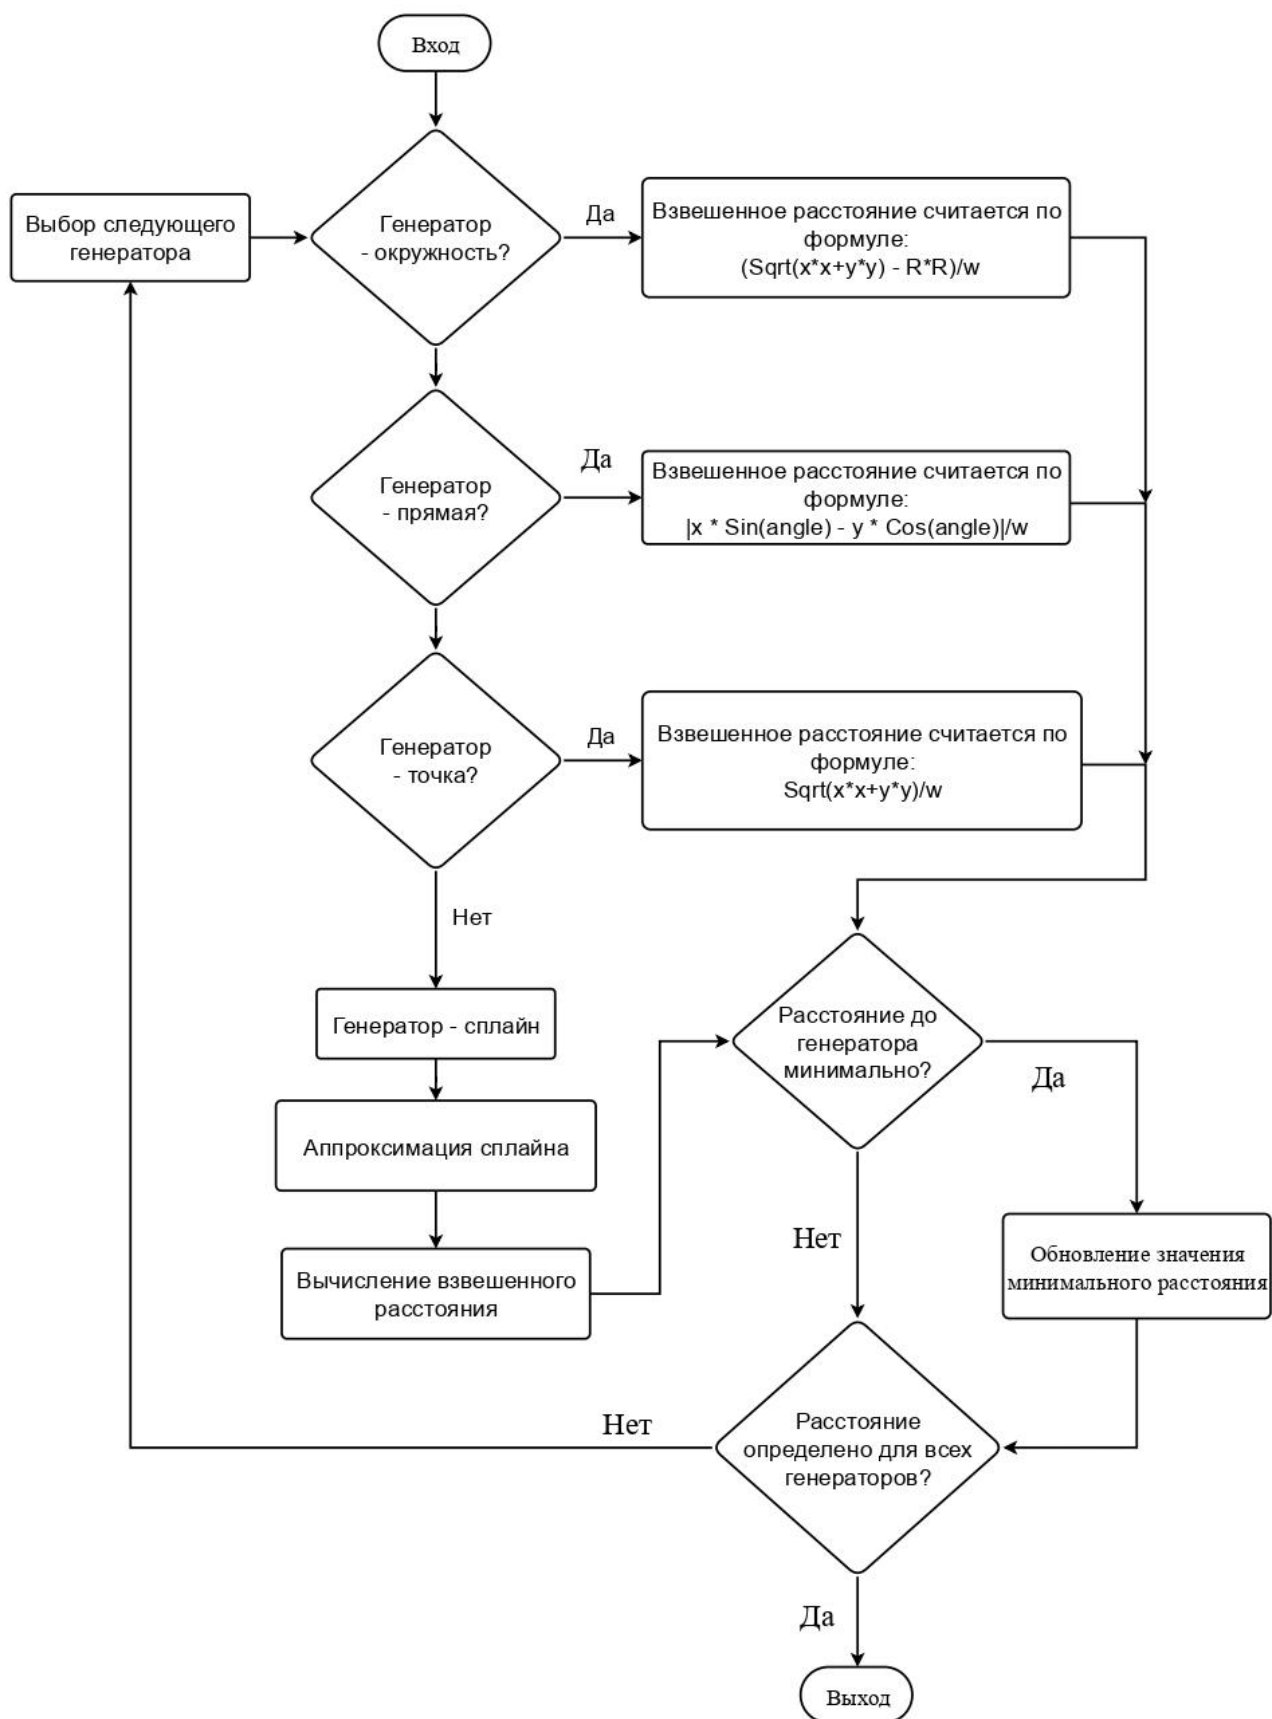 Вход
Выбор следующего
генератора
Генератор
- окружность?
Да
Взвешенное расстояние считается по
формуле:
(Sqrt(x*x+y*y) - R*R)/w
Генератор
- прямая?
Да
Взвешенное расстояние считается по
формуле:
|x * Sin(angle) - y * Cos(angle)|/w
Генератор
- точка?
Да
Взвешенное расстояние считается по
формуле:
Sqrt(x*x+y*y)/w
Нет
Генератор - сплайн
Аппроксимация сплайна
Вычисление взвешенного
расстояния
Расстояние до
генератора
минимально?
Да
Нет
Обновление значения
минимального расстояния
Расстояние
определено для всех
генераторов?
Нет
Да
Выход